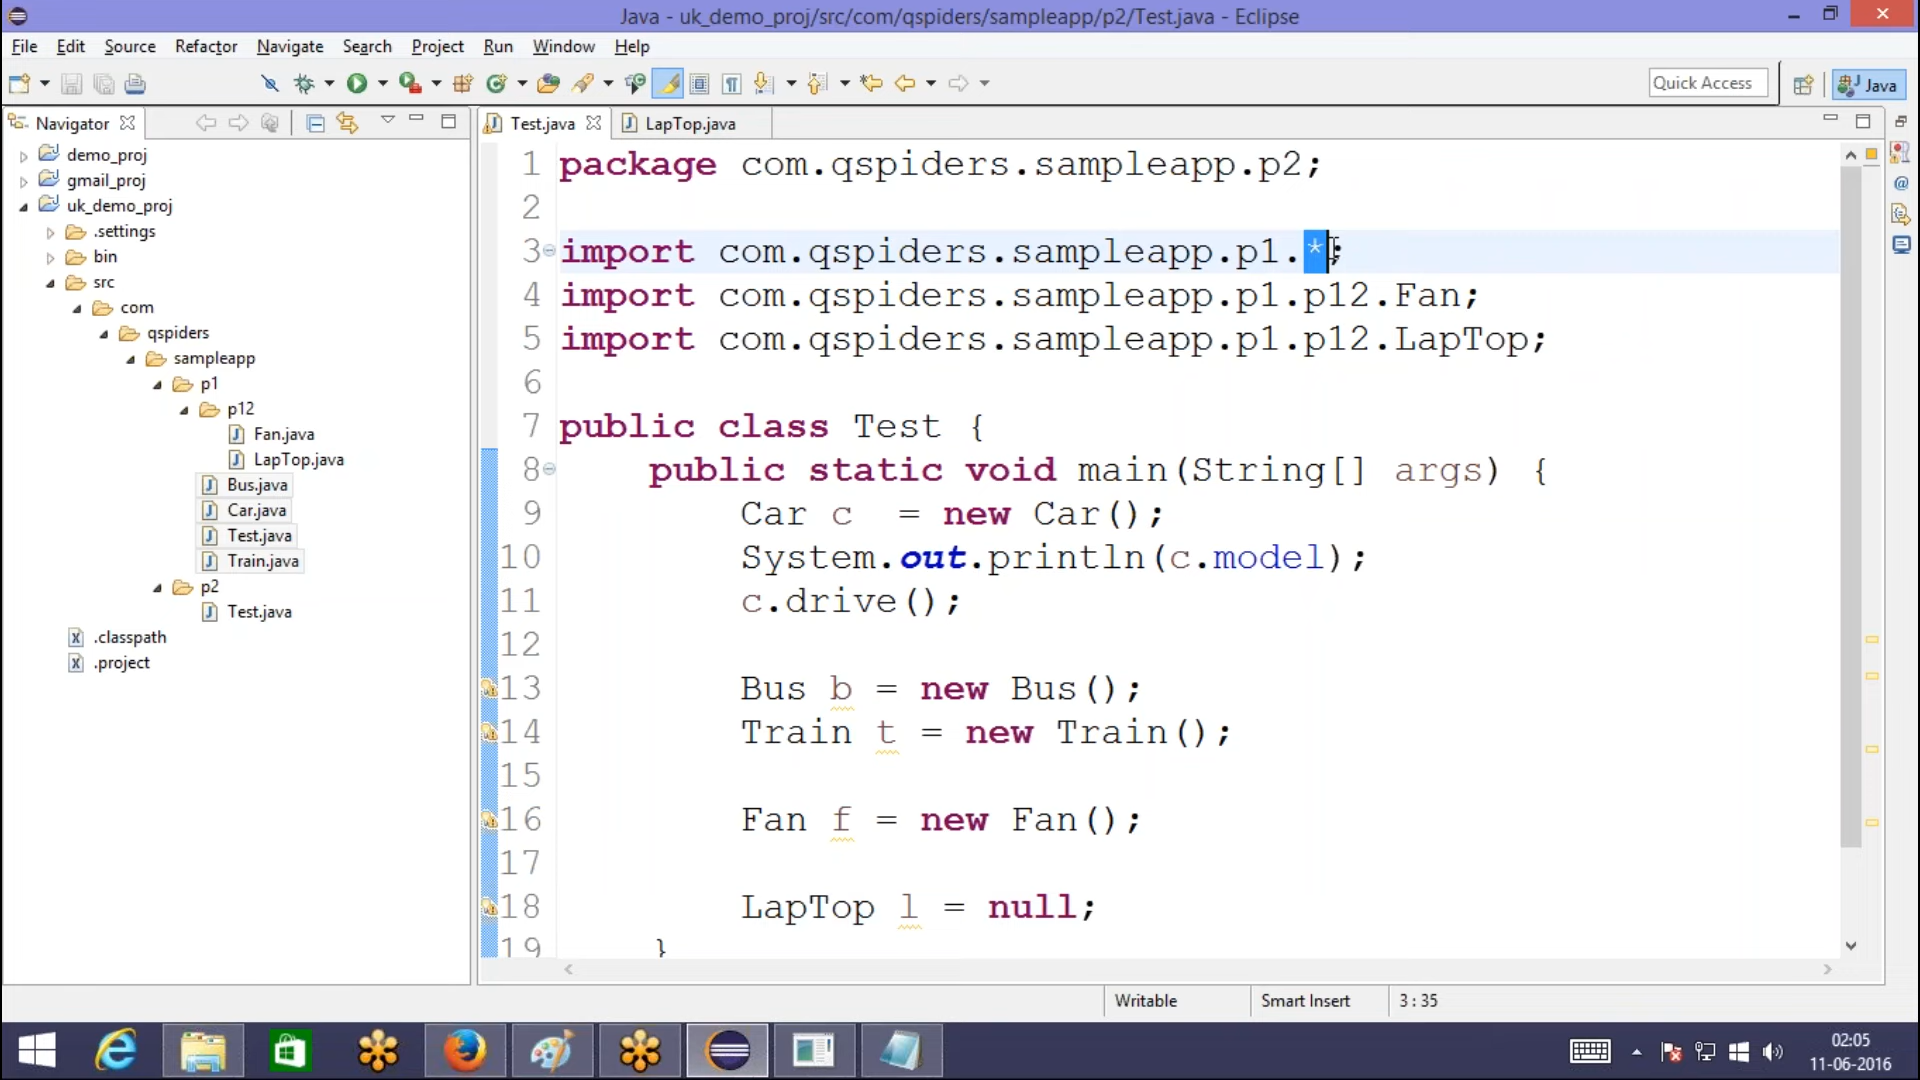 Java - uk_demo_proj/src/com/qspiders/sampleapp/p2/Test.java - Eclipse
File Edit Source Refactor Navigate Search Project Run Window Help
Quick Access
Java
Navigator
demo_proj
gmail_proj
uk_demo_proj
.settings
bin
src
com
qspiders
sampleapp
p1
p12
Fan.java
LapTop.java
Bus.java
Car.java
Test.java
Train.java
p2
Test.java
.classpath
.project
Test.java LapTop.java
1 package com.qspiders.sampleapp.p2;
2
3 import com.qspiders.sampleapp.p1.*;
4 import com.qspiders.sampleapp.p1.p12.Fan;
5 import com.qspiders.sampleapp.p1.p12.LapTop;
6
7 public class Test {
8 public static void main(String[] args) {
9 Car c = new Car();
10 System.out.println(c.model);
11 c.drive();
12
13 Bus b = new Bus();
14 Train t = new Train();
15
16 Fan f = new Fan();
17
18 LapTop l = null;
19 }
Writable Smart Insert 3 : 35
02:05
11-06-2016